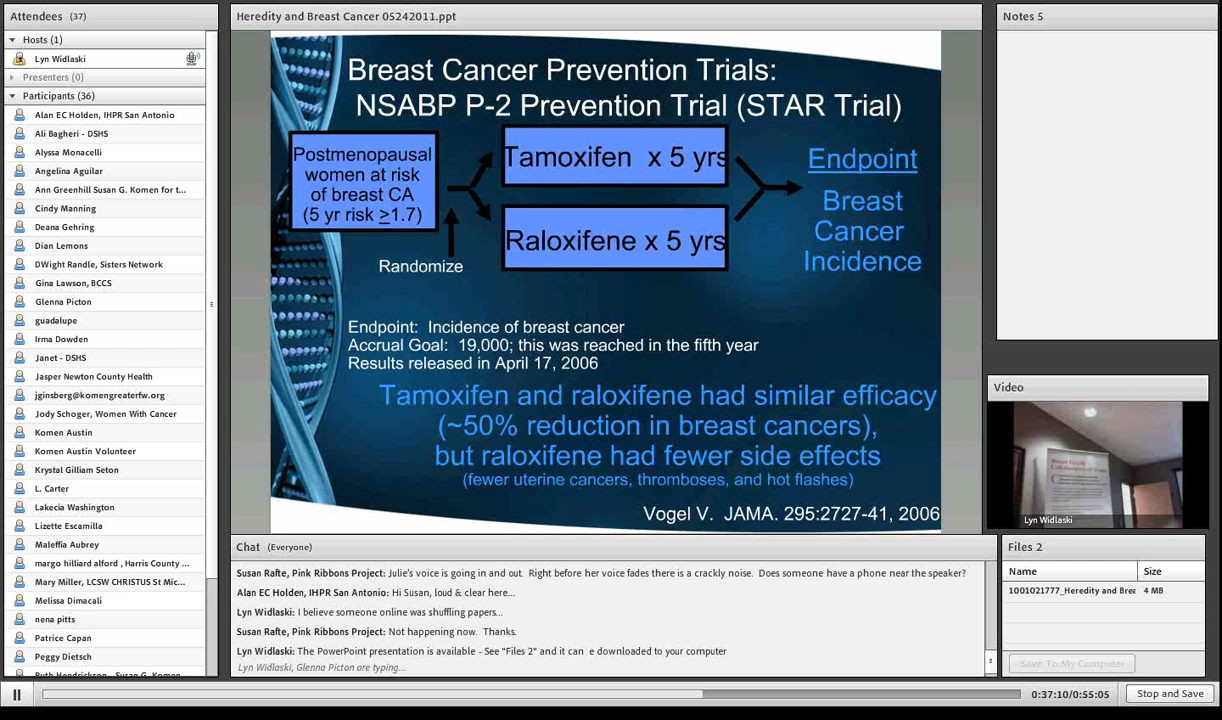 Attendees (37)
Hosts (1)
Lyn Widlaski
Presenters (0)
Participants (36)
Alan EC Holden, IHPR San Antonio
Ali Bagheri - DSHS
Alyssa Monacelli
Angelina Aguilar
Ann Greenhill Susan G. Komen for t...
Cindy Manning
Deana Gehring
Dian Lemons
DWight Randle, Sisters Network
Gina Lawson, BCCS
Glenna Picton
guadalupe
Irma Dowden
Janet - DSHS
Jasper Newton County Health
jginsberg@komengreaterfw.org
Jody Schoger, Women With Cancer
Komen Austin
Komen Austin Volunteer
Krystal Gilliam Seton
L. Carter
Lakecia Washington
Lizette Escamilla
Maleffia Aubrey
margo hilliard alford , Harris County ...
Mary Miller, LCSW CHRISTUS St Mic...
Melissa Dimacali
nena pitts
Patrice Capan
Peggy Dietsch
Ruth Hendrickson - Susan G. Komen
Heredity and Breast Cancer 05242011.ppt
Breast Cancer Prevention Trials:
NSABP P-2 Prevention Trial (STAR Trial)
Postmenopausal
women at risk
of breast CA
(5 yr risk ≥1.7)
Randomize
Tamoxifen x 5 yrs
Raloxifene x 5 yrs
Endpoint
Breast
Cancer
Incidence
Endpoint: Incidence of breast cancer
Accrual Goal: 19,000; this was reached in the fifth year
Results released in April 17, 2006
Tamoxifen and raloxifene had similar efficacy
(~50% reduction in breast cancers),
but raloxifene had fewer side effects
(fewer uterine cancers, thromboses, and hot flashes)
Vogel V. JAMA. 295:2727-41, 2006
Chat (Everyone)
Susan Rafte, Pink Ribbons Project: Julie's voice is going in and out. Right before her voice fades there is a crackly noise. Does someone have a phone near the speaker?
Alan EC Holden, IHPR San Antonio: Hi Susan, loud & clear here...
Lyn Widlaski: I believe someone online was shuffling papers...
Susan Rafte, Pink Ribbons Project: Not happening now. Thanks.
Lyn Widlaski: The PowerPoint presentation is available - See "Files 2" and it can e downloaded to your computer
Lyn Widlaski, Glenna Picton are typing...
Notes 5
Video
Lyn Widlaski
Files 2
Name Size
1001021777_Heredity and Brea 4 MB
Save To My Computer
0:37:10/0:55:05
Stop and Save